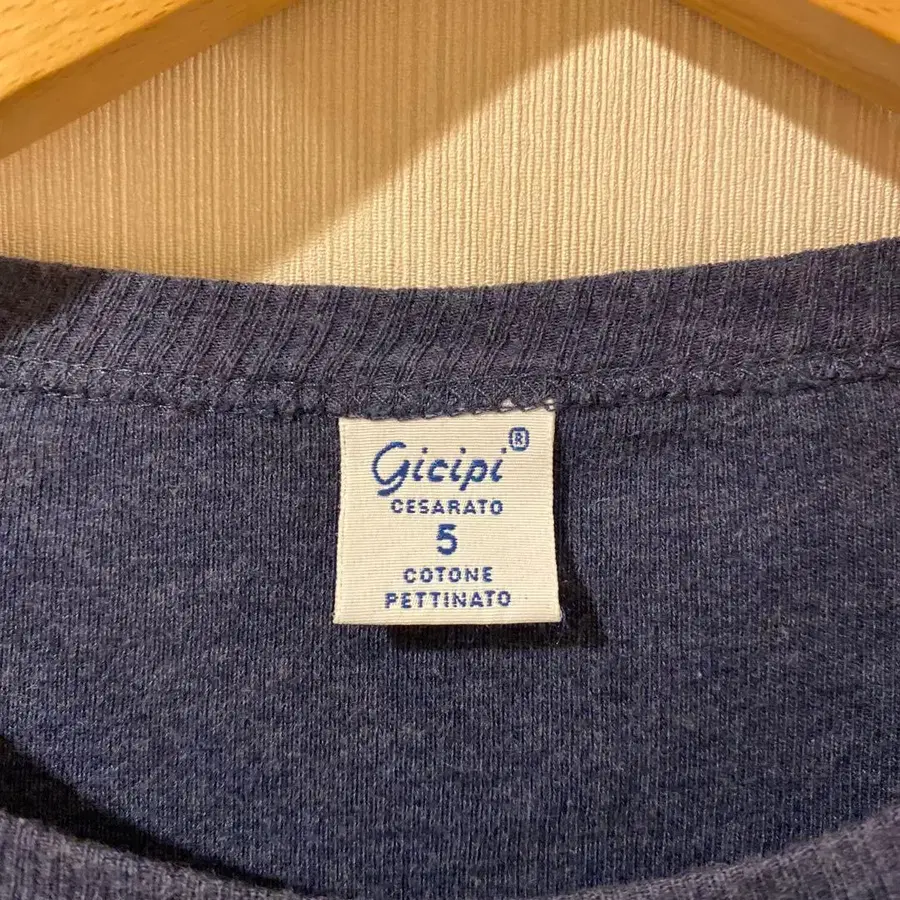 Gicipi®
CESARATO
5
COTONE
PETTINATO